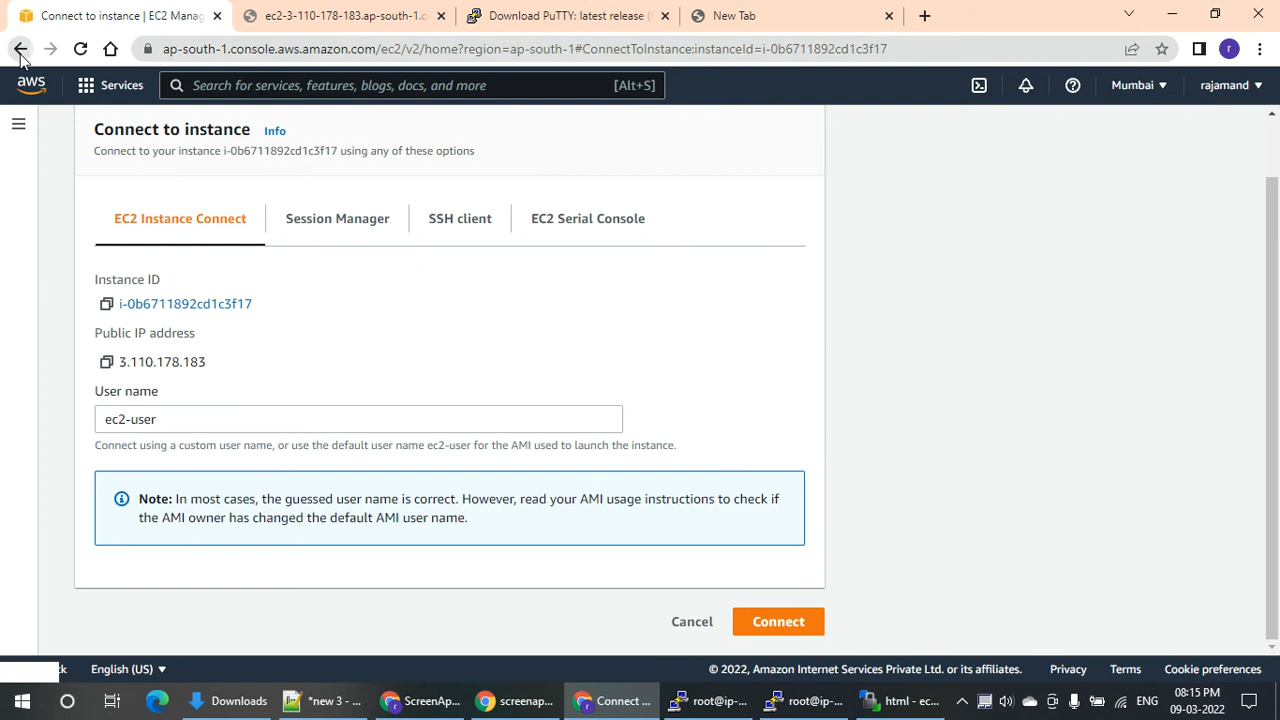 Connect to instance | EC2 Manag
ec2-3-110-178-183.ap-south-1.c
Download PuTTY: latest release (
New Tab
ap-south-1.console.aws.amazon.com/ec2/v2/home?region=ap-south-1#ConnectToInstance:instanceId=i-0b6711892cd1c3f17
r
aws
Services
Search for services, features, blogs, docs, and more
[Alt+S]
Mumbai
rajamand
Connect to instance
Info
Connect to your instance i-0b6711892cd1c3f17 using any of these options
EC2 Instance Connect
Session Manager
SSH client
EC2 Serial Console
Instance ID
i-0b6711892cd1c3f17
Public IP address
3.110.178.183
User name
ec2-user
Connect using a custom user name, or use the default user name ec2-user for the AMI used to launch the instance.
Note: In most cases, the guessed user name is correct. However, read your AMI usage instructions to check if
the AMI owner has changed the default AMI user name.
Cancel
Connect
ck
English (US)
© 2022, Amazon Internet Services Private Ltd. or its affiliates.
Privacy
Terms
Cookie preferences
Downloads
*new 3 - ...
ScreenAp...
screenap...
Connect ...
root@ip-...
root@ip-...
html - ec...
ENG
08:15 PM
09-03-2022